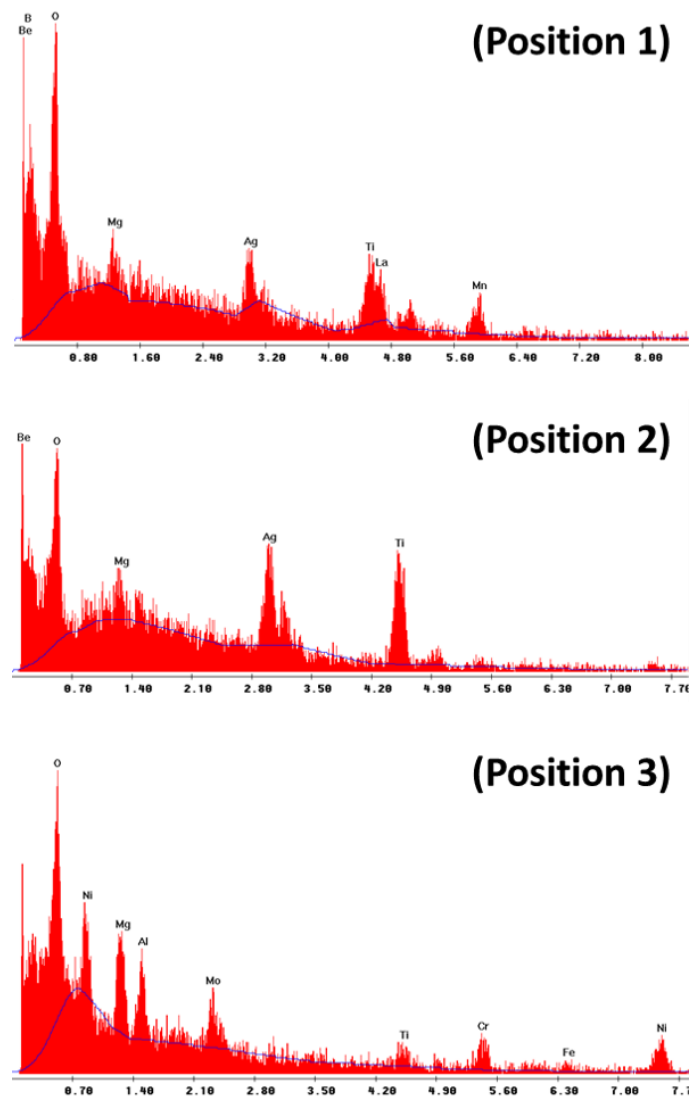 (Position 1)
B
Be
O
Mg
Ag
Ti
La
Mn
0.80 1.60 2.40 3.20 4.00 4.80 5.60 6.40 7.20 8.00
(Position 2)
Be
O
Mg
Ag
Ti
0.70 1.40 2.10 2.80 3.50 4.20 4.90 5.60 6.30 7.00 7.70
(Position 3)
O
Ni
Mg
Al
Mo
Ti
Cr
Fe
Ni
0.70 1.40 2.10 2.80 3.50 4.20 4.90 5.60 6.30 7.00